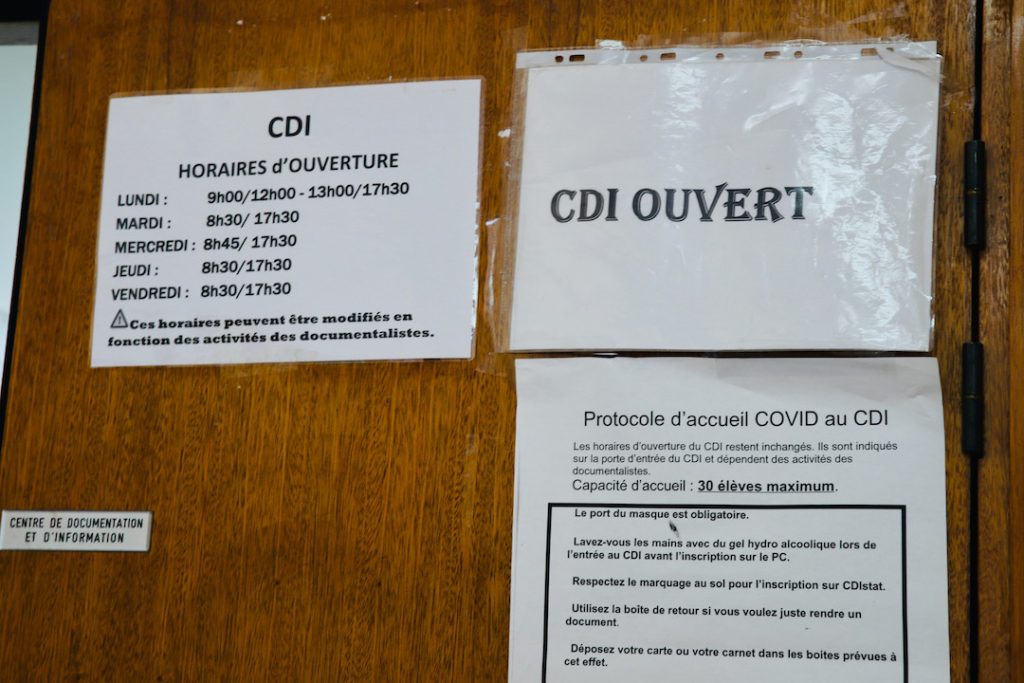 CDI
HORAIRES d'OUVERTURE
LUNDI : 9h00/12h00 - 13h00/17h30
MARDI : 8h30/ 17h30
MERCREDI : 8h45/ 17h30
JEUDI : 8h30/17h30
VENDREDI : 8h30/17h30
Ces horaires peuvent être modifiés en
fonction des activités des documentalistes.
CDI OUVERT
Protocole d'accueil COVID au CDI
Les horaires d'ouverture du CDI restent inchangés. Ils sont indiqués
sur la porte d'entrée du CDI et dépendent des activités des
documentalistes.
Capacité d'accueil : 30 élèves maximum.
Le port du masque est obligatoire.
Lavez-vous les mains avec du gel hydro alcoolique lors de
l'entrée au CDI avant l'inscription sur le PC.
Respectez le marquage au sol pour l'inscription sur CDIstat.
Utilisez la boîte de retour si vous voulez juste rendre un
document.
Déposez votre carte ou votre carnet dans les boites prévues à
cet effet.
CENTRE DE DOCUMENTATION
ET D'INFORMATION